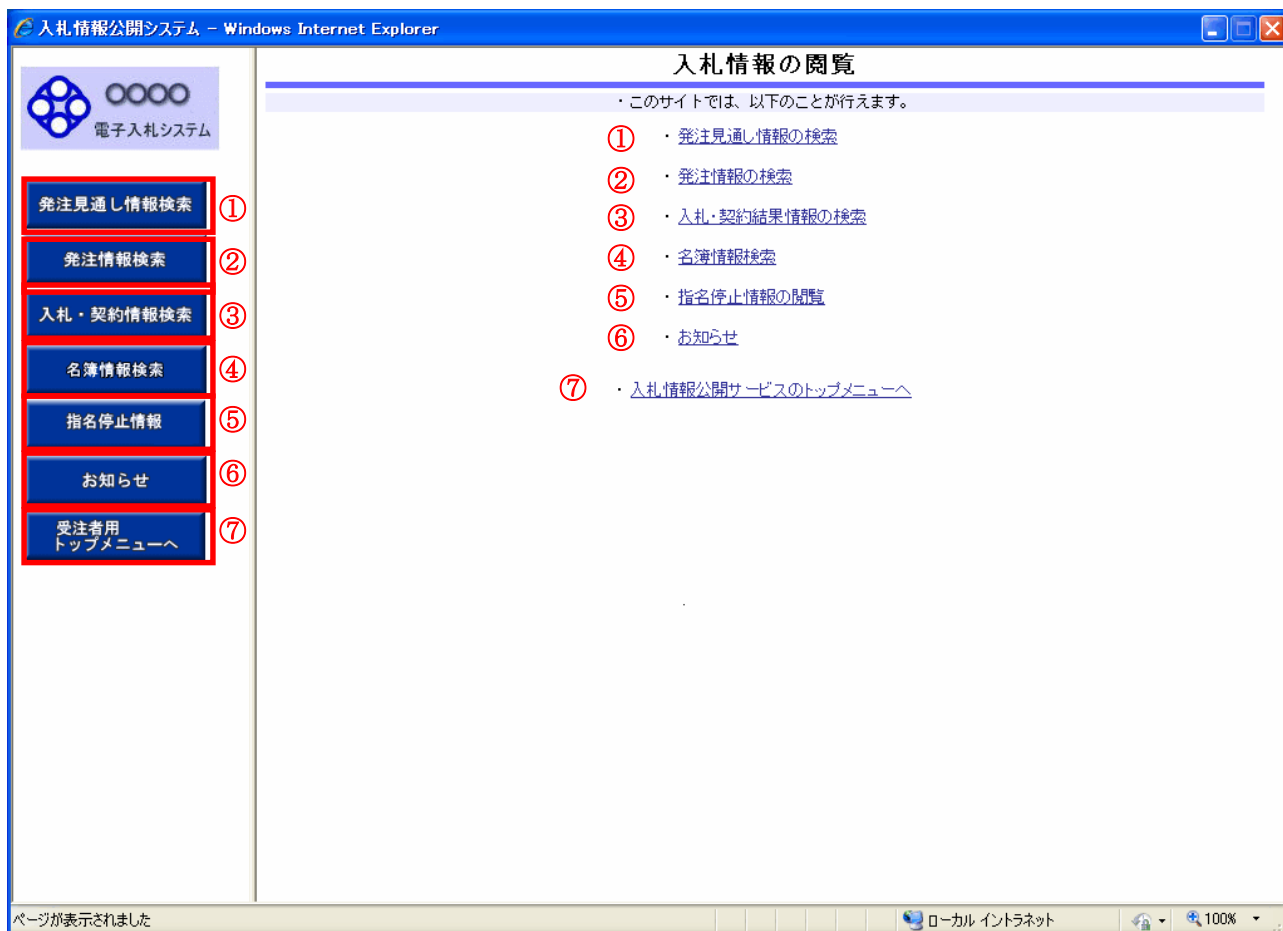 入札情報公開システム - Windows Internet Explorer
〇〇〇〇
電子入札システム
発注見通し情報検索 ①
発注情報検索 ②
入札・契約情報検索 ③
名簿情報検索 ④
指名停止情報 ⑤
お知らせ ⑥
受注者用
トップメニューへ ⑦
入札情報の閲覧
・このサイトでは、以下のことが行えます。
① ・発注見通し情報の検索
② ・発注情報の検索
③ ・入札・契約結果情報の検索
④ ・名簿情報検索
⑤ ・指名停止情報の閲覧
⑥ ・お知らせ
⑦ ・入札情報公開サービスのトップメニューへ
ページが表示されました
ローカル イントラネット
100%